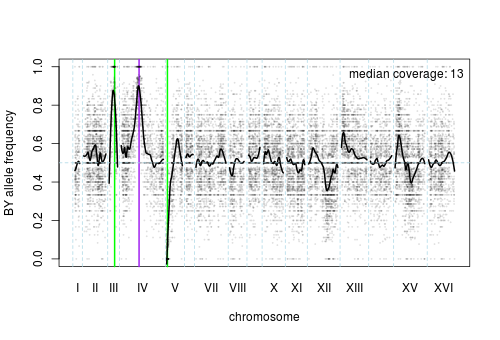 median coverage: 13
BY allele frequency
1.0
0.8
0.6
0.4
0.2
0.0
I II III IV V VII VIII X XI XII XIII XV XVI
chromosome